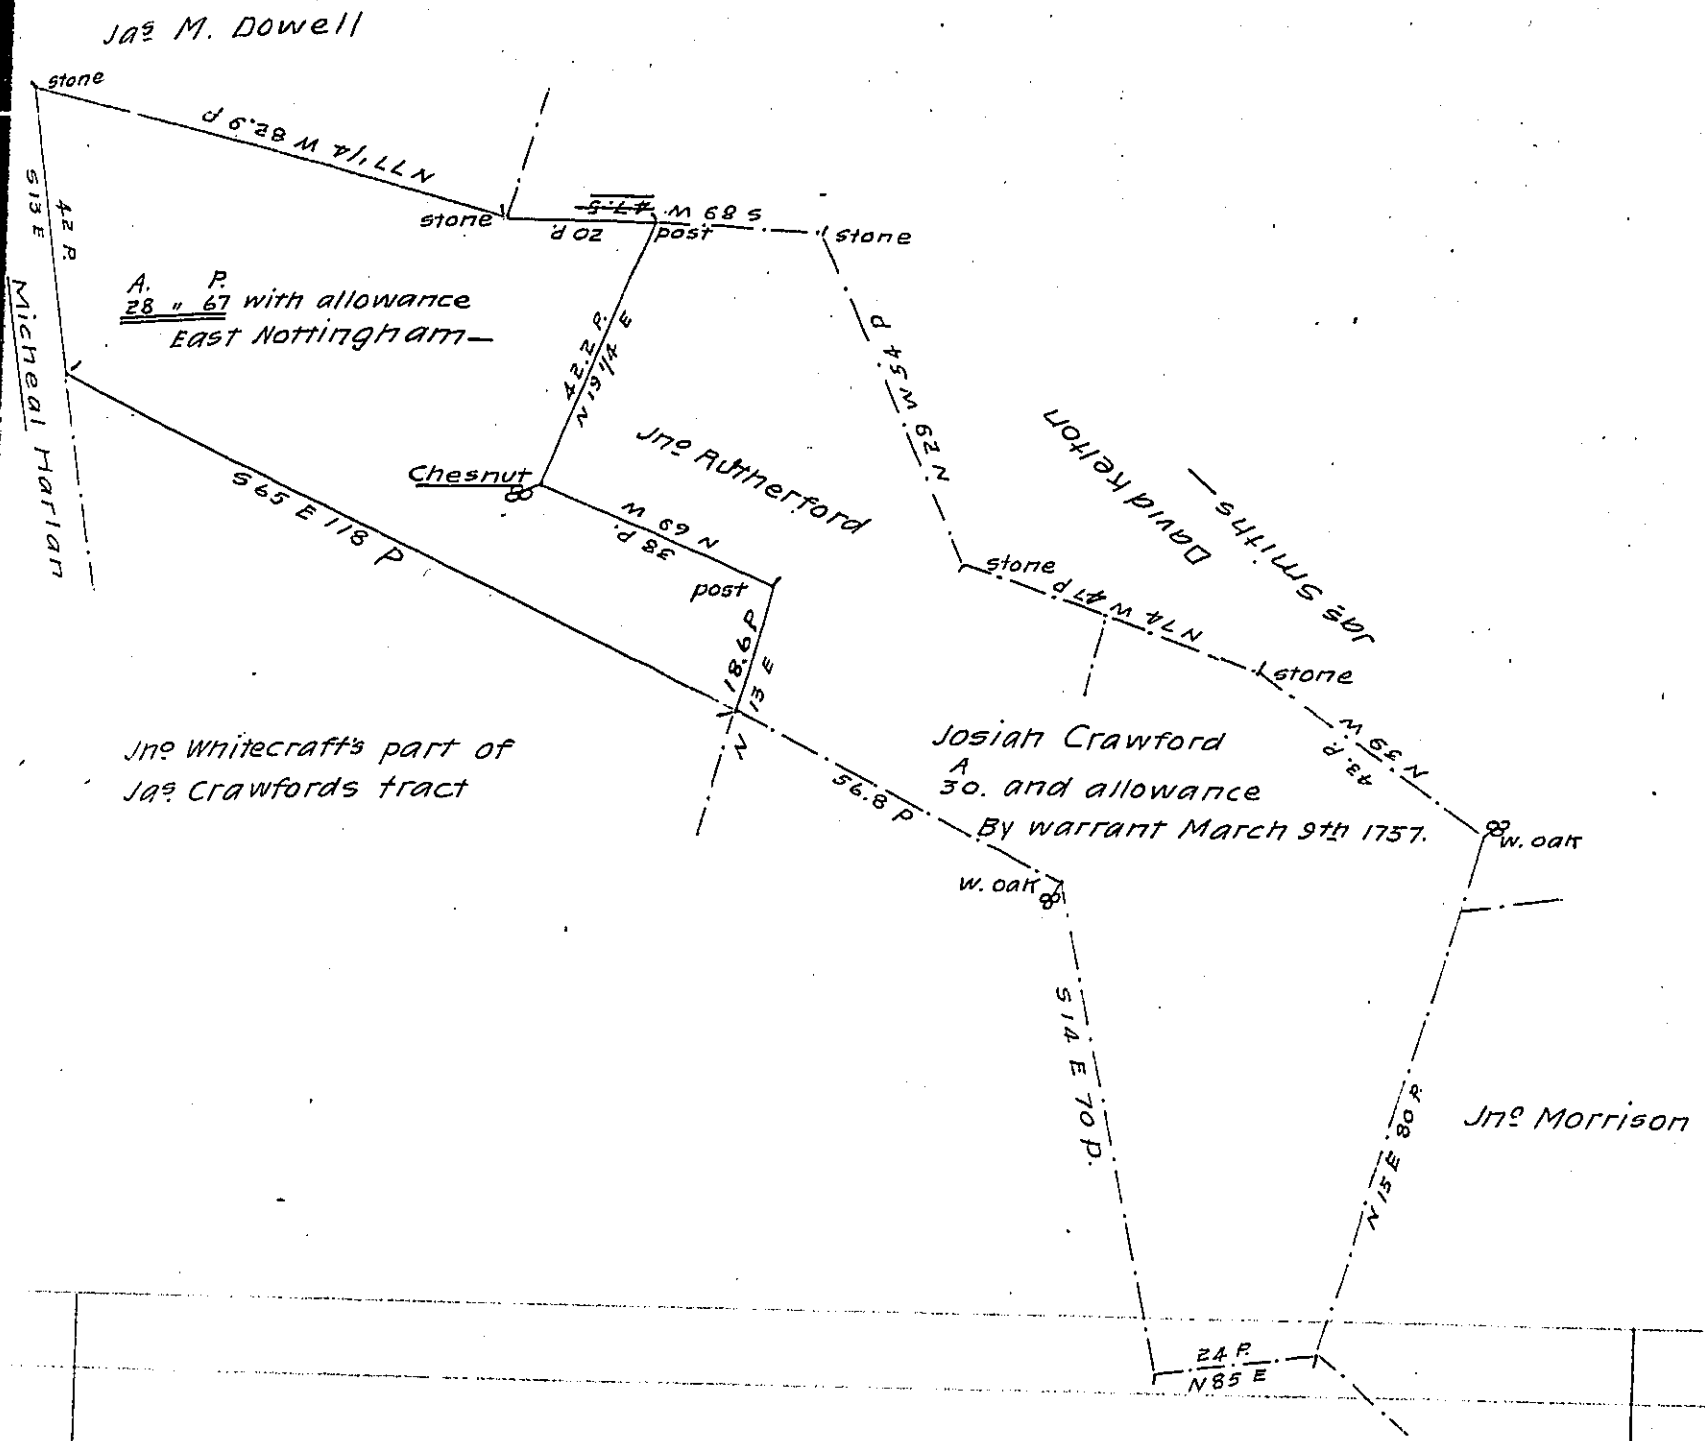 Jas M. Dowell
stone
N 77 1/4 W 82.9 P
42 P.
S 13 E
Micheal Harlan
stone
S 89 W. 47.5
20 P.
post
stone
A. P.
28 " 67 with allowance
East Nottingham—
42.2 P.
N 19 1/4 E
N 29 W 54 P
Jno Rutherford
Chesnut
N 69 W
38 P.
post
S 65 E 118 P
18.6 P
N 13 E
David Kelton
Jas Smiths —
stone
N 74 W 47 P
stone
N 39 W
43. P.
w. oak
Jno Whitecraft's part of
Jas Crawfords tract
Josiah Crawford
A
30. and allowance
By warrant March 9th 1757.
56.8 P
w. oak
S 14 E 70 P.
N 15 E 80 P.
Jno Morrison
24 P.
N 85 E